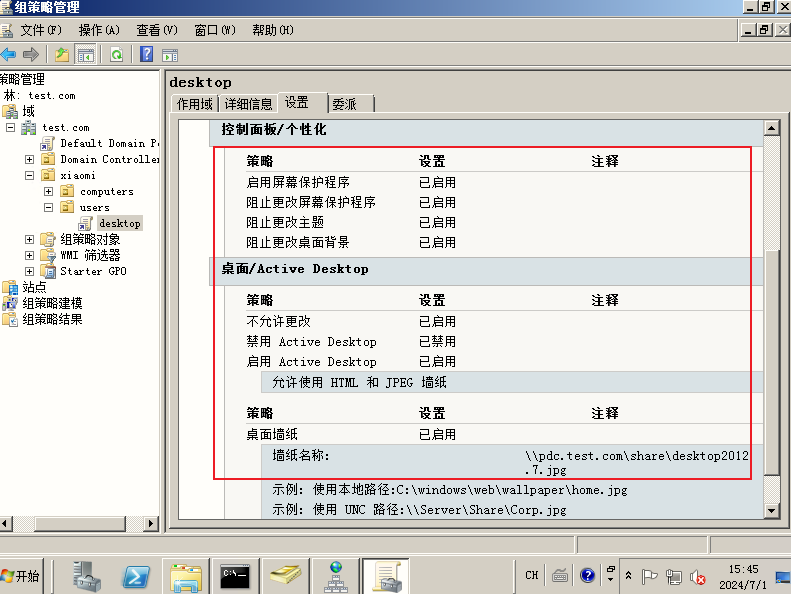 组策略管理
文件(F) 操作(A) 查看(V) 窗口(W) 帮助(H)
策略管理
林: test.com
域
test.com
Default Domain P
Domain Controller
xiaomi
computers
users
desktop
组策略对象
WMI 筛选器
Starter GPO
站点
组策略建模
组策略结果
desktop
作用域 详细信息 设置 委派
控制面板/个性化
策略 设置 注释
启用屏幕保护程序 已启用
阻止更改屏幕保护程序 已启用
阻止更改主题 已启用
阻止更改桌面背景 已启用
桌面/Active Desktop
策略 设置 注释
不允许更改 已启用
禁用 Active Desktop 已禁用
启用 Active Desktop 已启用
允许使用 HTML 和 JPEG 墙纸
策略 设置 注释
桌面墙纸 已启用
墙纸名称: \\pdc.test.com\share\desktop2012
.7.jpg
示例: 使用本地路径:C:\windows\web\wallpaper\home.jpg
示例: 使用 UNC 路径:\\Server\Share\Corp.jpg
开始 CH 15:45
2024/7/1